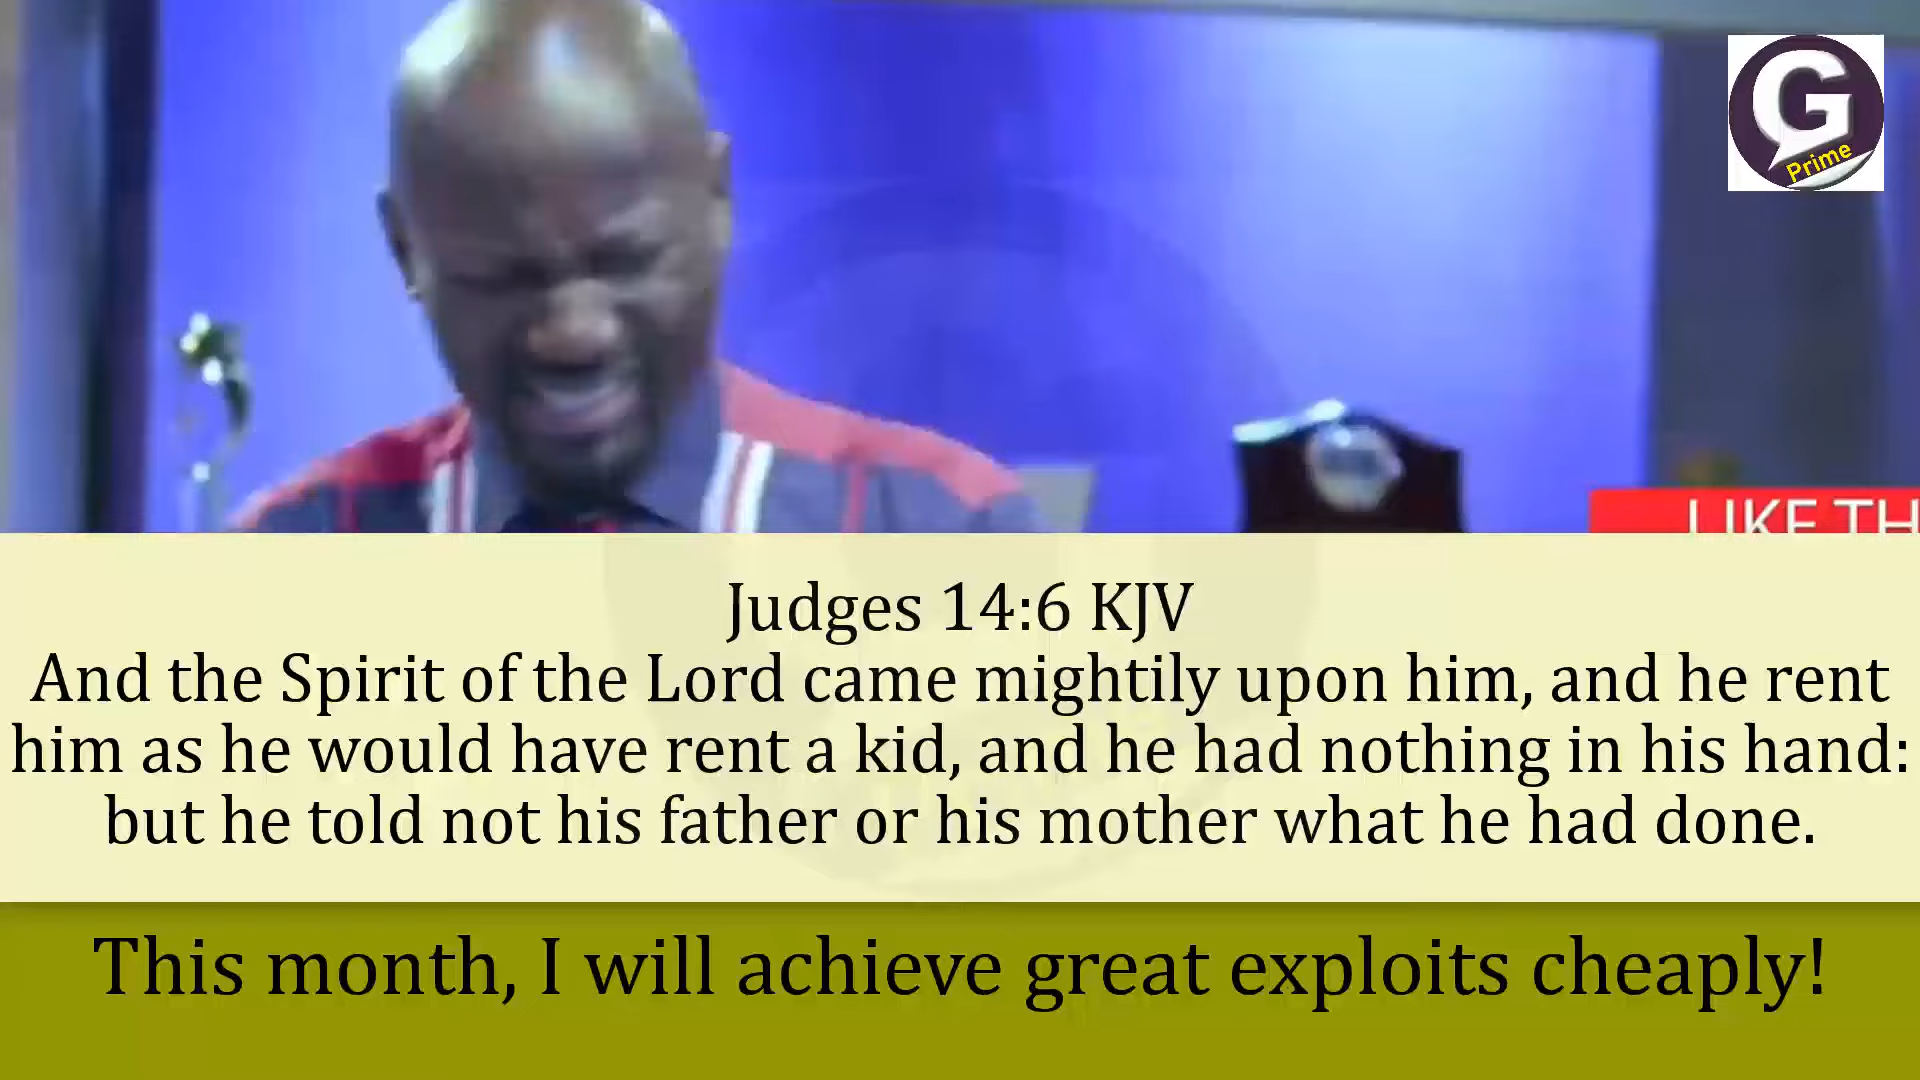 G
Prime
LIKE TH
Judges 14:6 KJV
And the Spirit of the Lord came mightily upon him, and he rent
him as he would have rent a kid, and he had nothing in his hand:
but he told not his father or his mother what he had done.
This month, I will achieve great exploits cheaply!